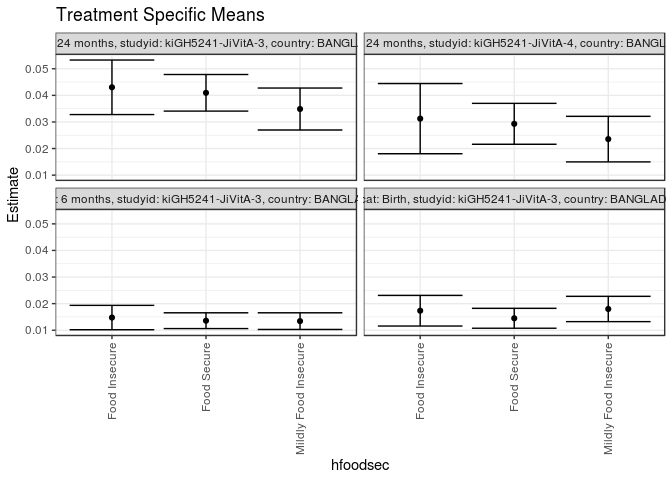 Treatment Specific Means
24 months, studyid: kiGH5241-JiVitA-3, country: BANGL
24 months, studyid: kiGH5241-JiVitA-4, country: BANGL
0.05
0.04
0.03
0.02
0.01
: 6 months, studyid: kiGH5241-JiVitA-3, country: BANGLA
cat: Birth, studyid: kiGH5241-JiVitA-3, country: BANGLAD
0.05
0.04
0.03
0.02
0.01
Estimate
Food Insecure
Food Secure
Mildly Food Insecure
Food Insecure
Food Secure
Mildly Food Insecure
hfoodsec